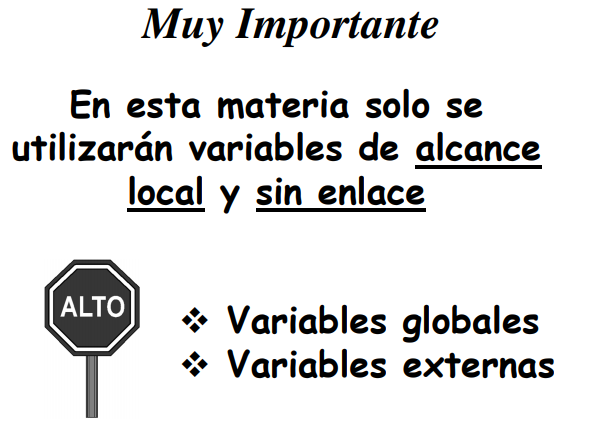 Muy Importante
En esta materia solo se
utilizarán variables de alcance
local y sin enlace
ALTO
❖ Variables globales
❖ Variables externas